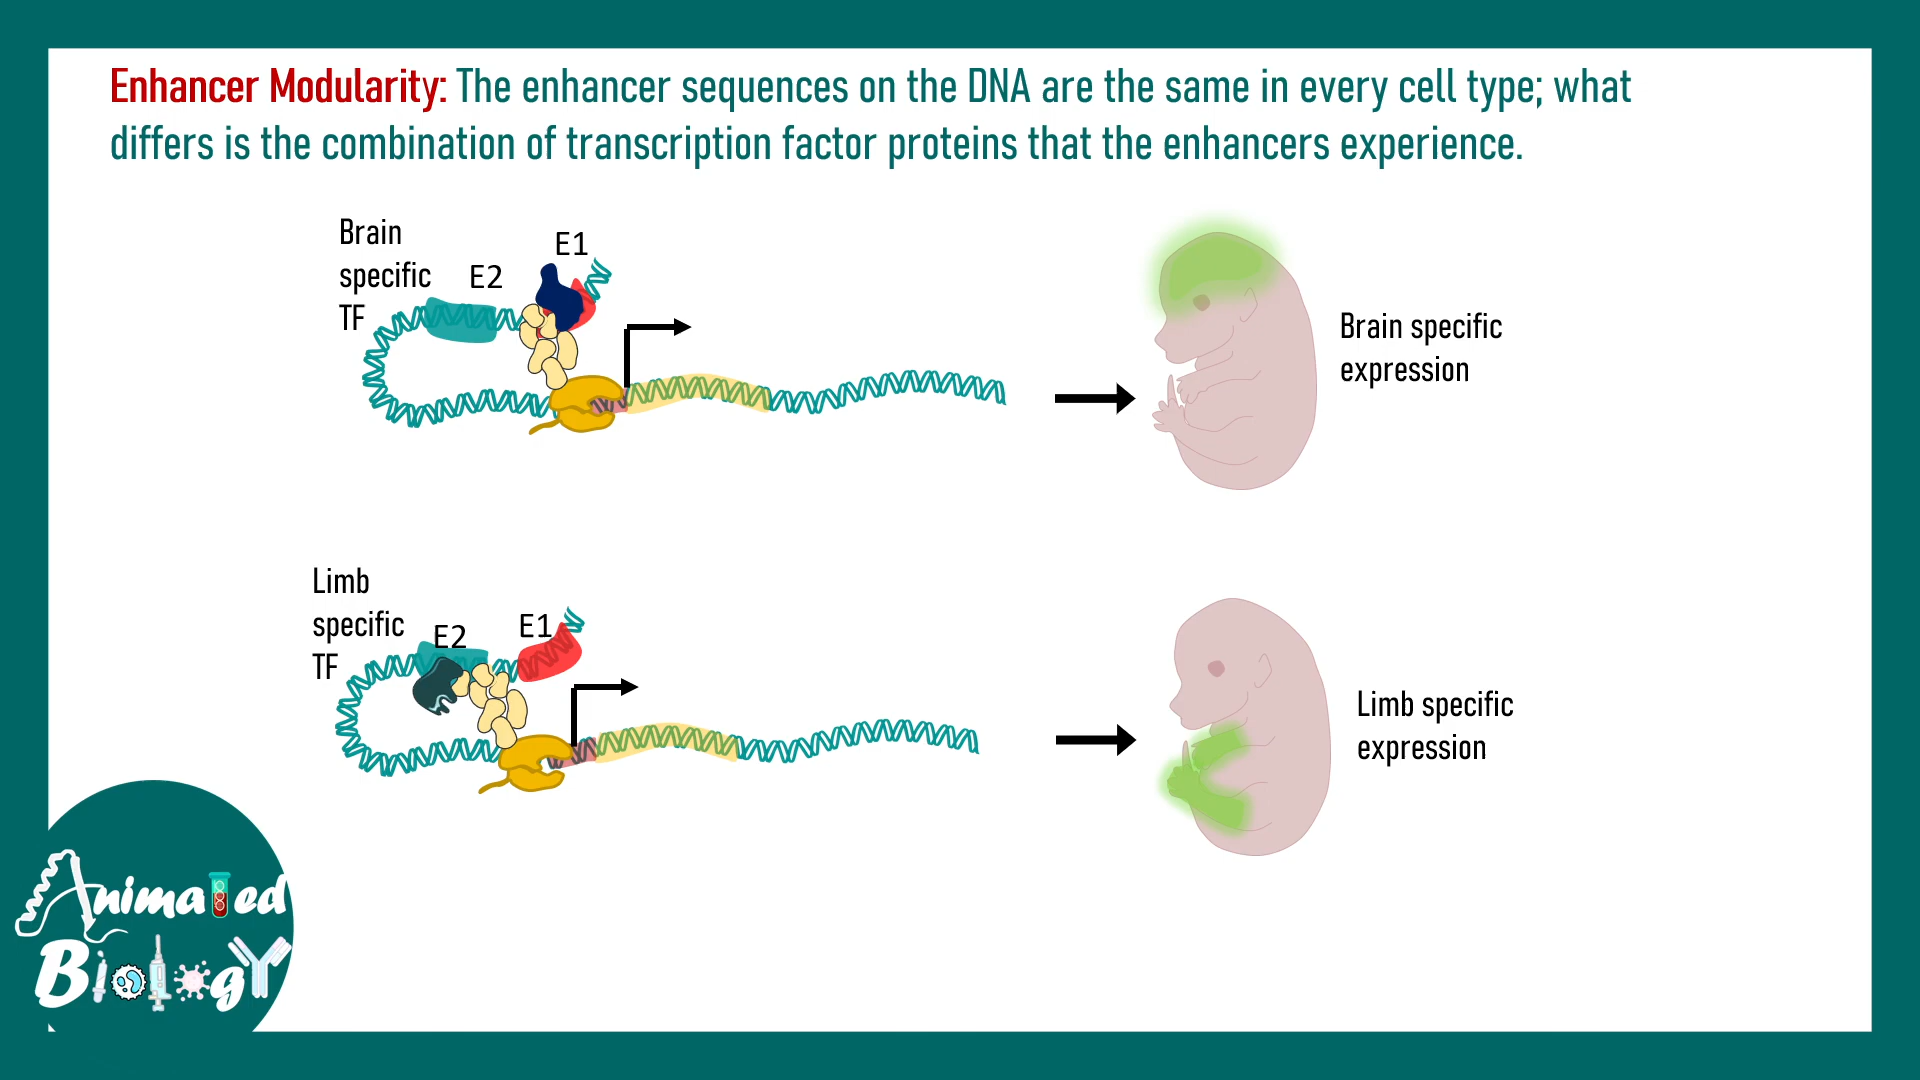 Enhancer Modularity: The enhancer sequences on the DNA are the same in every cell type; what
differs is the combination of transcription factor proteins that the enhancers experience.
Brain
specific
TF
E2
E1
Brain specific
expression
Limb
specific
TF
E2
E1
Limb specific
expression
Animated
Biology